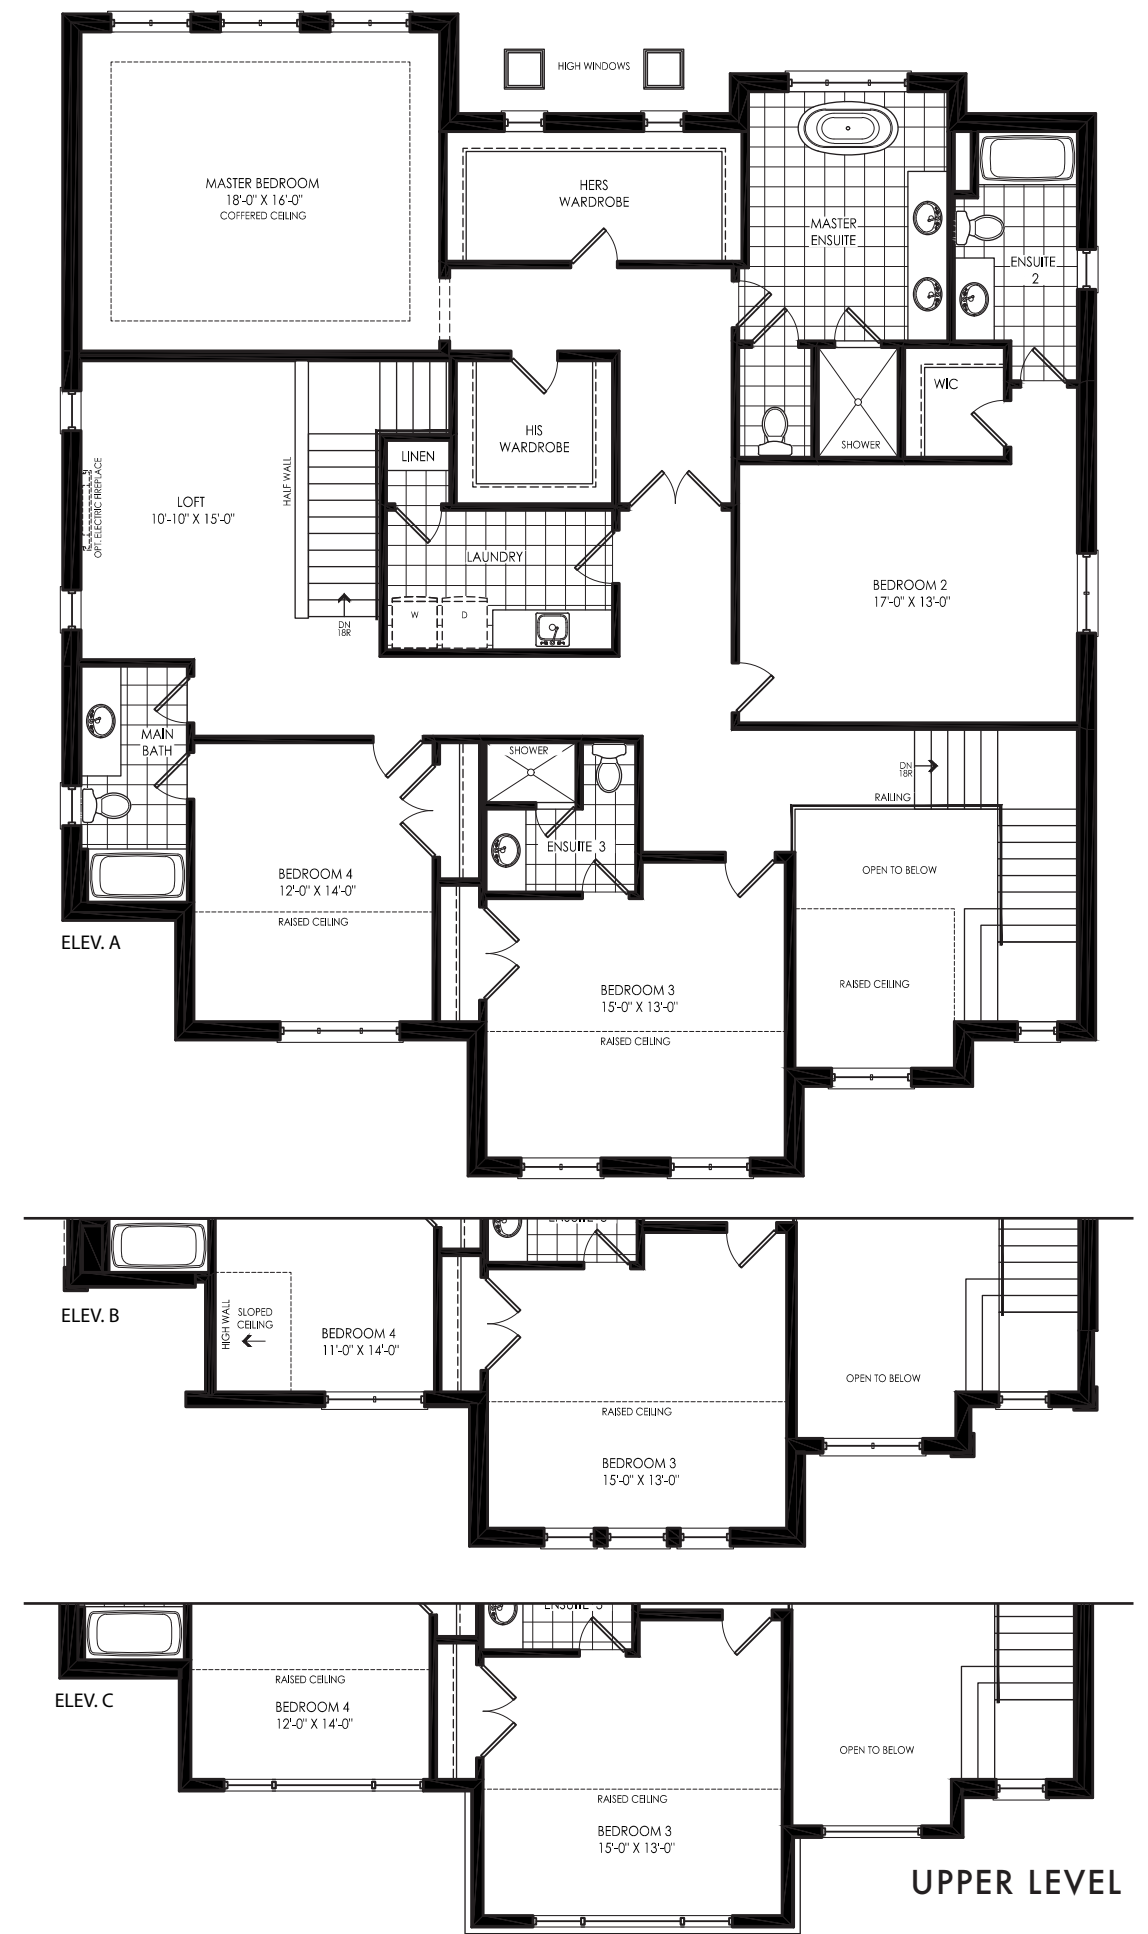 HIGH WINDOWS
MASTER BEDROOM
18'-0" X 16'-0"
COFFERED CEILING
HERS
WARDROBE
MASTER
ENSUITE
ENSUITE
2
WIC
HIS
WARDROBE
SHOWER
LINEN
HALF WALL
OPT. ELECTRIC FIREPLACE
LOFT
10'-10" X 15'-0"
LAUNDRY
W
D
DN
18R
BEDROOM 2
17'-0" X 13'-0"
MAIN
BATH
SHOWER
ENSUITE 3
DN
18R
RAILING
BEDROOM 4
12'-0" X 14'-0"
RAISED CEILING
OPEN TO BELOW
ELEV. A
BEDROOM 3
15'-0" X 13'-0"
RAISED CEILING
RAISED CEILING
ENSUITE 3
ELEV. B
HIGH WALL
SLOPED
CEILING
BEDROOM 4
11'-0" X 14'-0"
OPEN TO BELOW
RAISED CEILING
BEDROOM 3
15'-0" X 13'-0"
ENSUITE 3
RAISED CEILING
ELEV. C
BEDROOM 4
12'-0" X 14'-0"
OPEN TO BELOW
RAISED CEILING
BEDROOM 3
15'-0" X 13'-0"
UPPER LEVEL